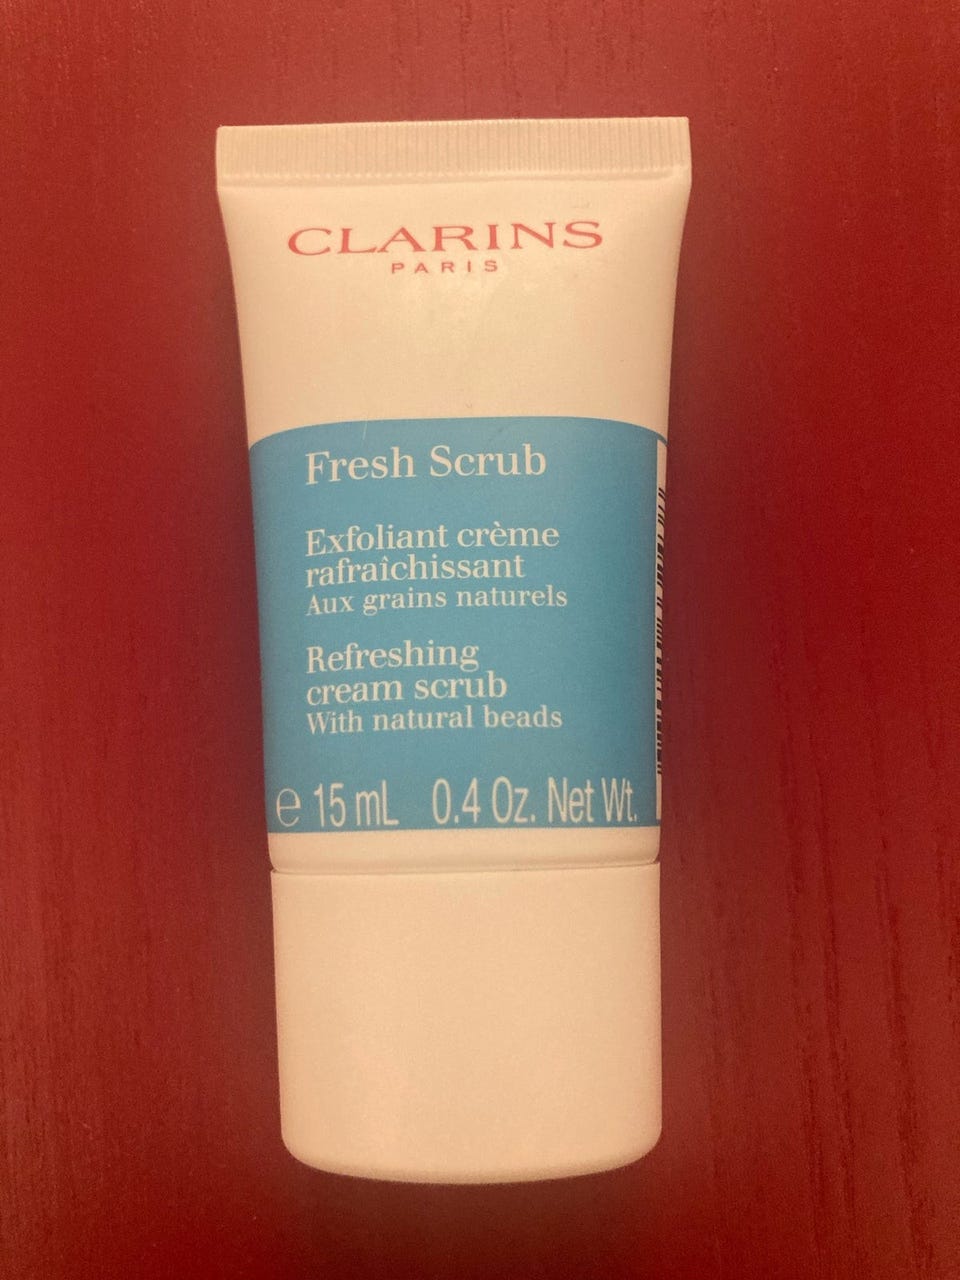 CLARINS
PARIS
Fresh Scrub
Exfoliant crème
rafraîchissant
Aux grains naturels
Refreshing
cream scrub
With natural beads
℮ 15 mL 0.4 Oz. Net Wt.